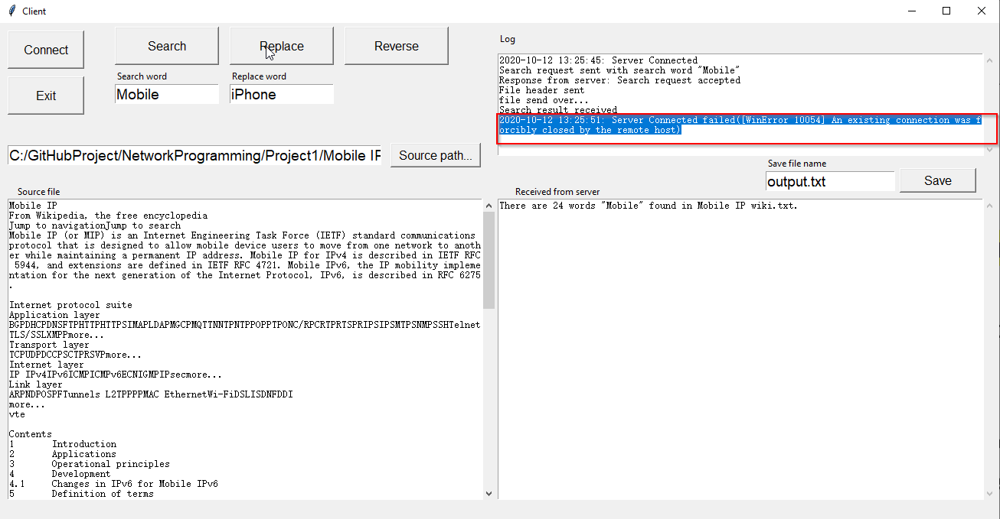 Client
Connect
Search
Replace
Reverse
Exit
Search word
Replace word
Mobile
iPhone
C:/GitHubProject/NetworkProgramming/Project1/Mobile IF
Source path...
Log
2020-10-12 13:25:45: Server Connected
Search request sent with search word "Mobile"
Response from server: Search request accepted
File header sent
file send over...
Search result received
2020-10-12 13:25:51: Server Connected failed([WinError 10054] An existing connection was f
orcibly closed by the remote host)
Save file name
output.txt
Save
Source file
Mobile IP
From Wikipedia, the free encyclopedia
Jump to navigationJump to search
Mobile IP (or MIP) is an Internet Engineering Task Force (IETF) standard communications
protocol that is designed to allow mobile device users to move from one network to anoth
er while maintaining a permanent IP address. Mobile IP for IPv4 is described in IETF RFC
5944, and extensions are defined in IETF RFC 4721. Mobile IPv6, the IP mobility impleme
ntation for the next generation of the Internet Protocol, IPv6, is described in RFC 6275
.
Internet protocol suite
Application layer
BGPDHCPDNSFTPHTTPHTTPSIMAPLDAPMGCPMQTTNNTPNTPPOPPTPONC/RPCRTPRTSPRIPSIPSMTPSNMPSSHTelnet
TLS/SSLXMPPmore...
Transport layer
TCPUDPDCCPSCTPRSVPmore...
Internet layer
IP IPv4IPv6ICMPICMPv6ECNIGMPIPsecmore...
Link layer
ARPNDPOSPFTunnels L2TPPPPMAC EthernetWi-FiDSLISDNFDDI
more...
vte
Contents
1 Introduction
2 Applications
3 Operational principles
4 Development
4.1 Changes in IPv6 for Mobile IPv6
5 Definition of terms
Received from server
There are 24 words "Mobile" found in Mobile IP wiki.txt.